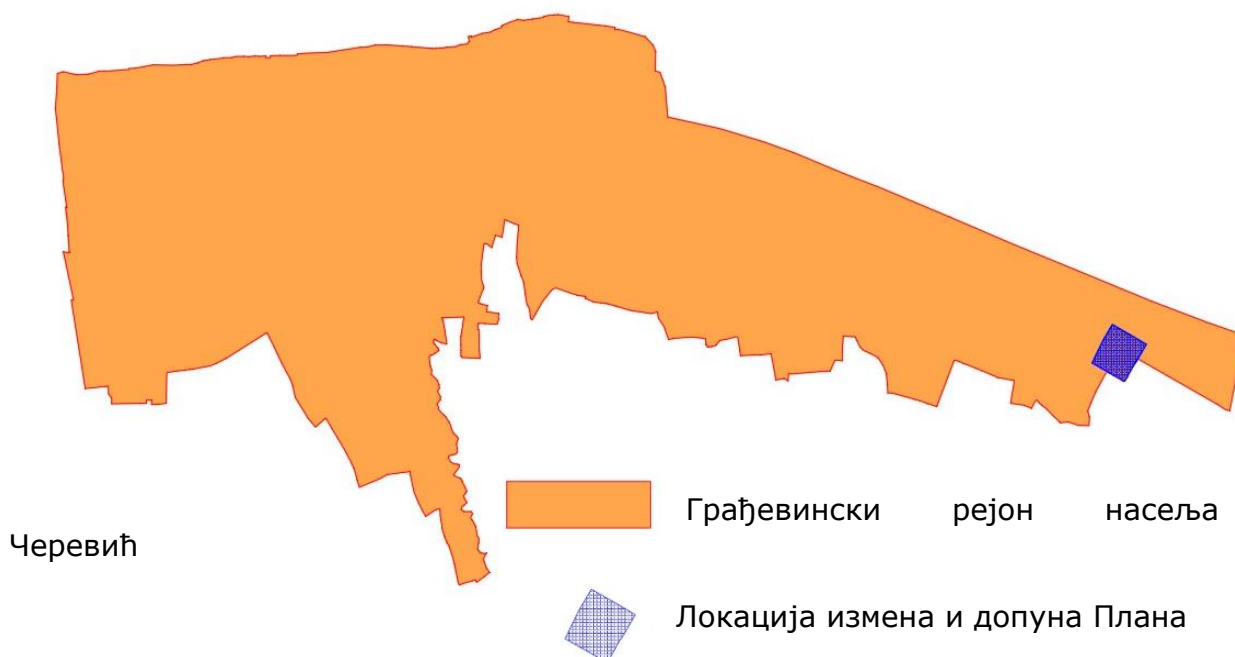 Грађевински рејон насеља
Черевић
Локација измена и допуна Плана